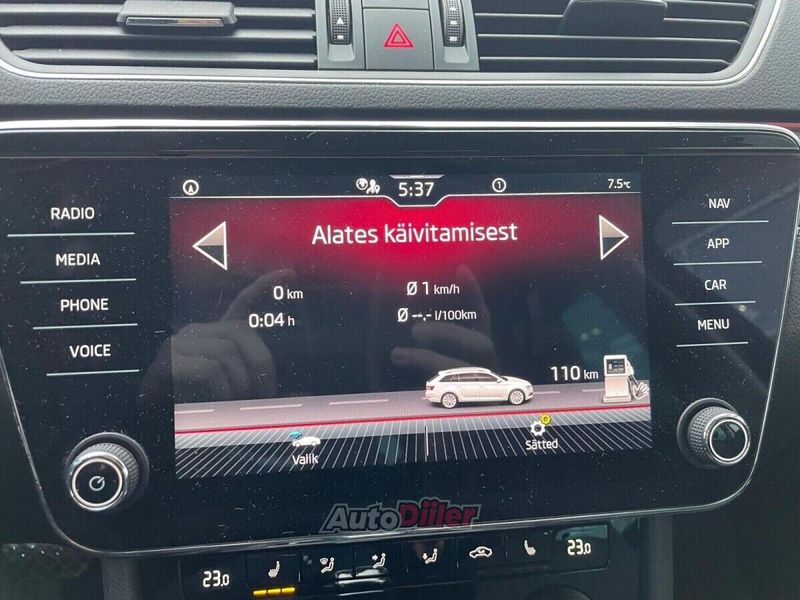 5:37
1
7.5°C
RADIO
MEDIA
PHONE
VOICE
Alates käivitamisest
0 km
0:04 h
Ø 1 km/h
Ø --.- l/100km
110 km
Valik
Sätted
NAV
APP
CAR
MENU
AutoDiiler
23.0
23.0